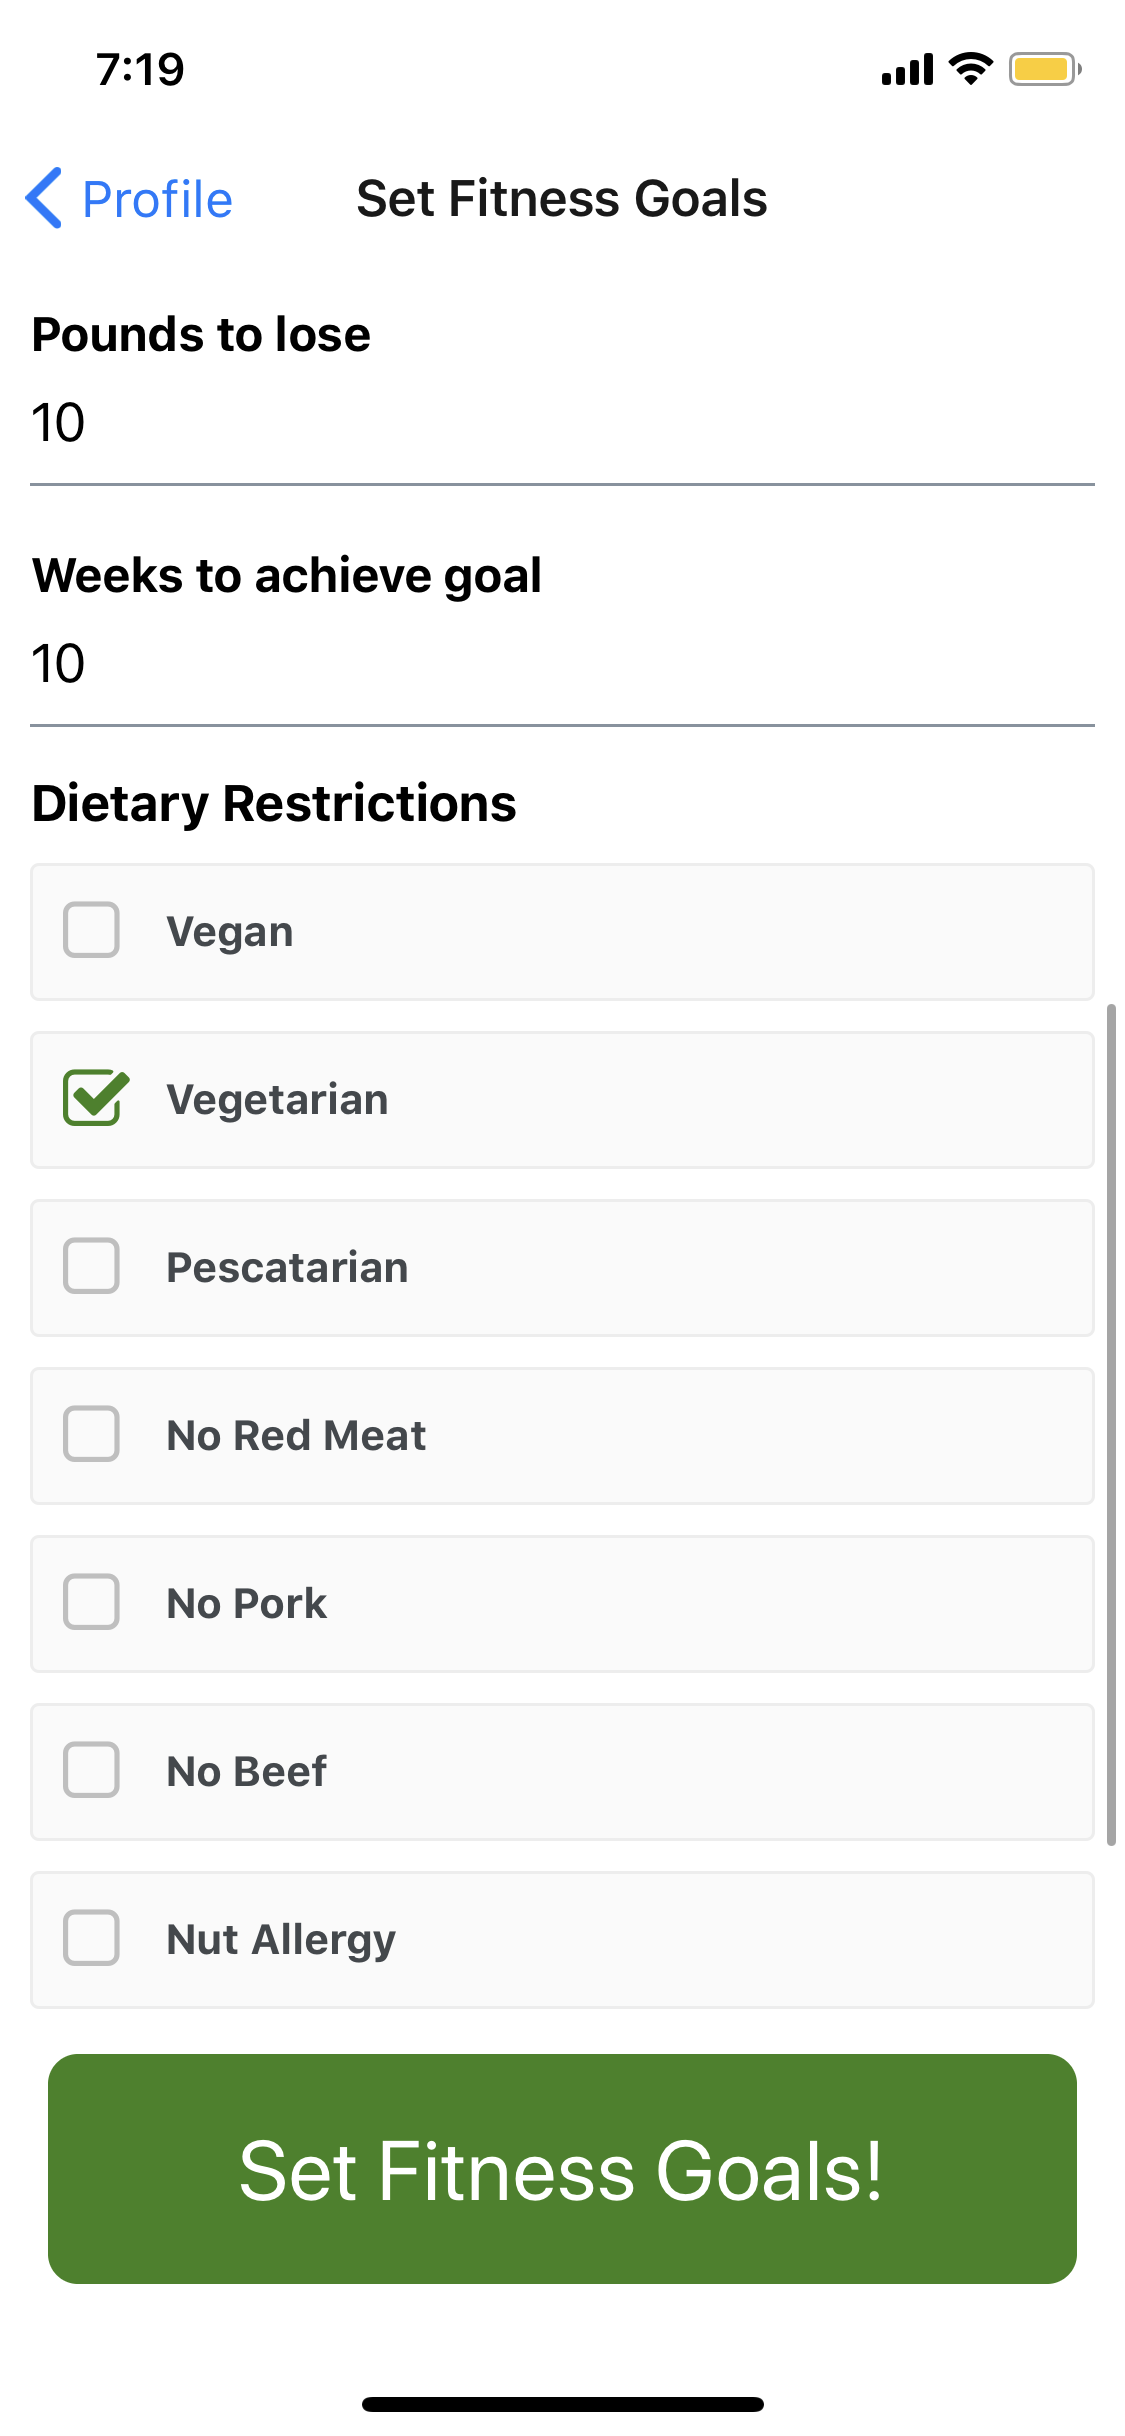 7:19
Profile
Set Fitness Goals
Pounds to lose
10
Weeks to achieve goal
10
Dietary Restrictions
Vegan
Vegetarian
Pescatarian
No Red Meat
No Pork
No Beef
Nut Allergy
Set Fitness Goals!